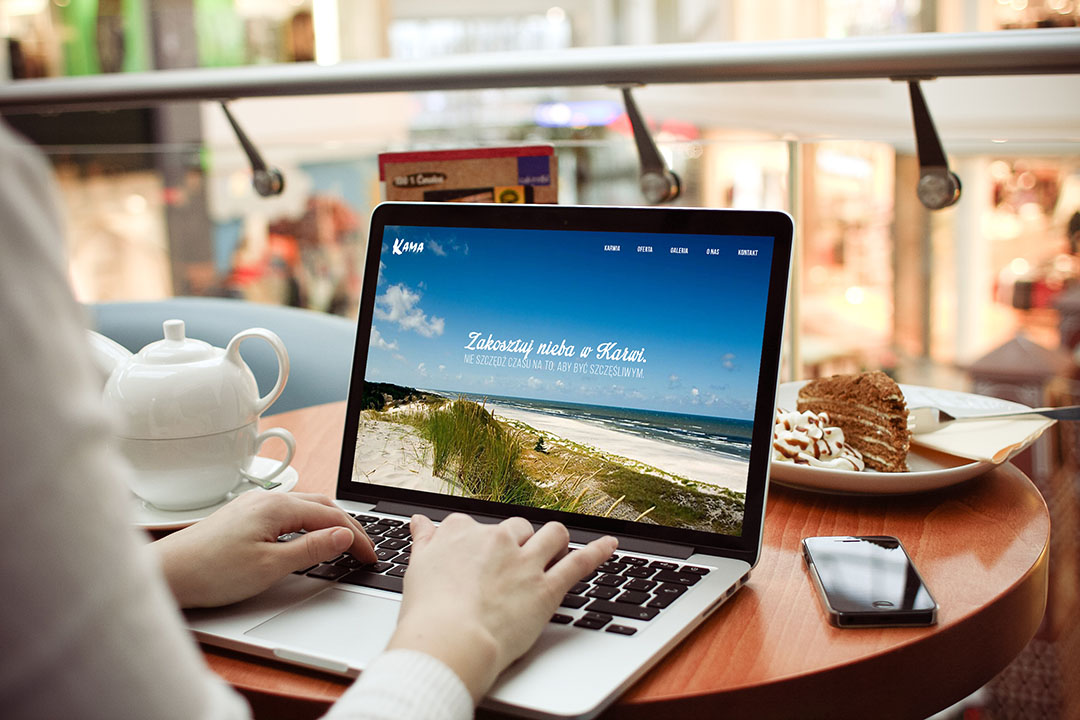 KAMA
KARWIA OFERTA GALERIA O NAS KONTAKT
Zakosztuj nieba w Karwi.
NIE SZCZĘDŹ CZASU NA TO, ABY BYĆ SZCZĘŚLIWYM.